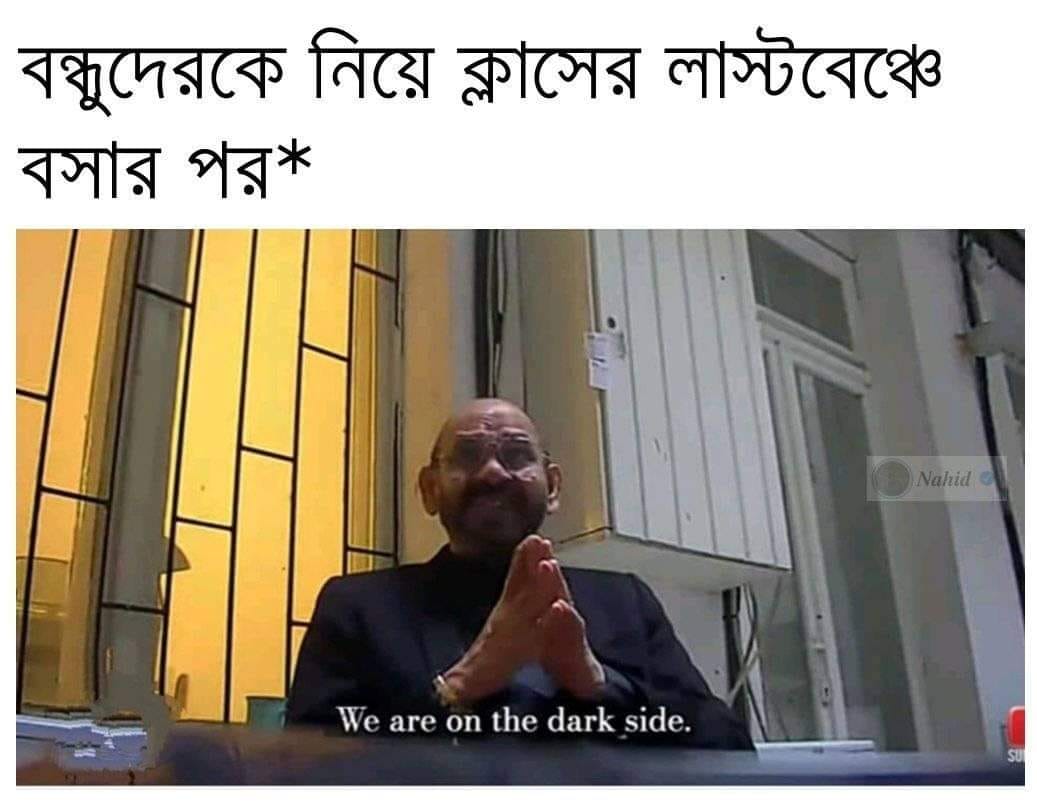 বন্ধুদেরকে নিয়ে ক্লাসের লাস্টবেঞ্চে
বসার পর*
Nahid
We are on the dark side.